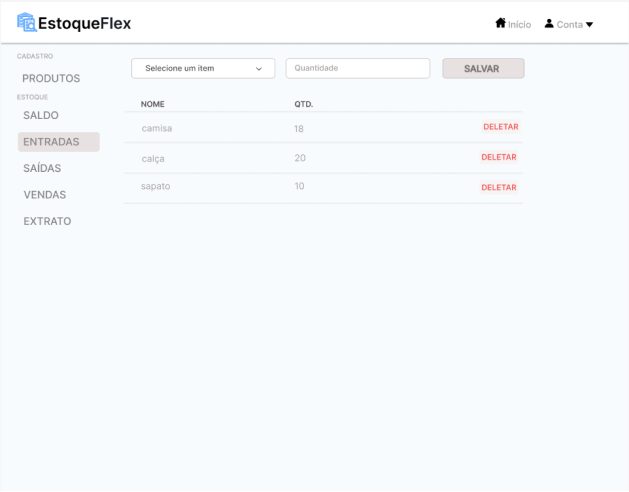 EstoqueFlex
Início Conta
CADASTRO
PRODUTOS
ESTOQUE
SALDO
ENTRADAS
SAÍDAS
VENDAS
EXTRATO
Selecione um item Quantidade SALVAR
NOME QTD.
camisa 18 DELETAR
calça 20 DELETAR
sapato 10 DELETAR